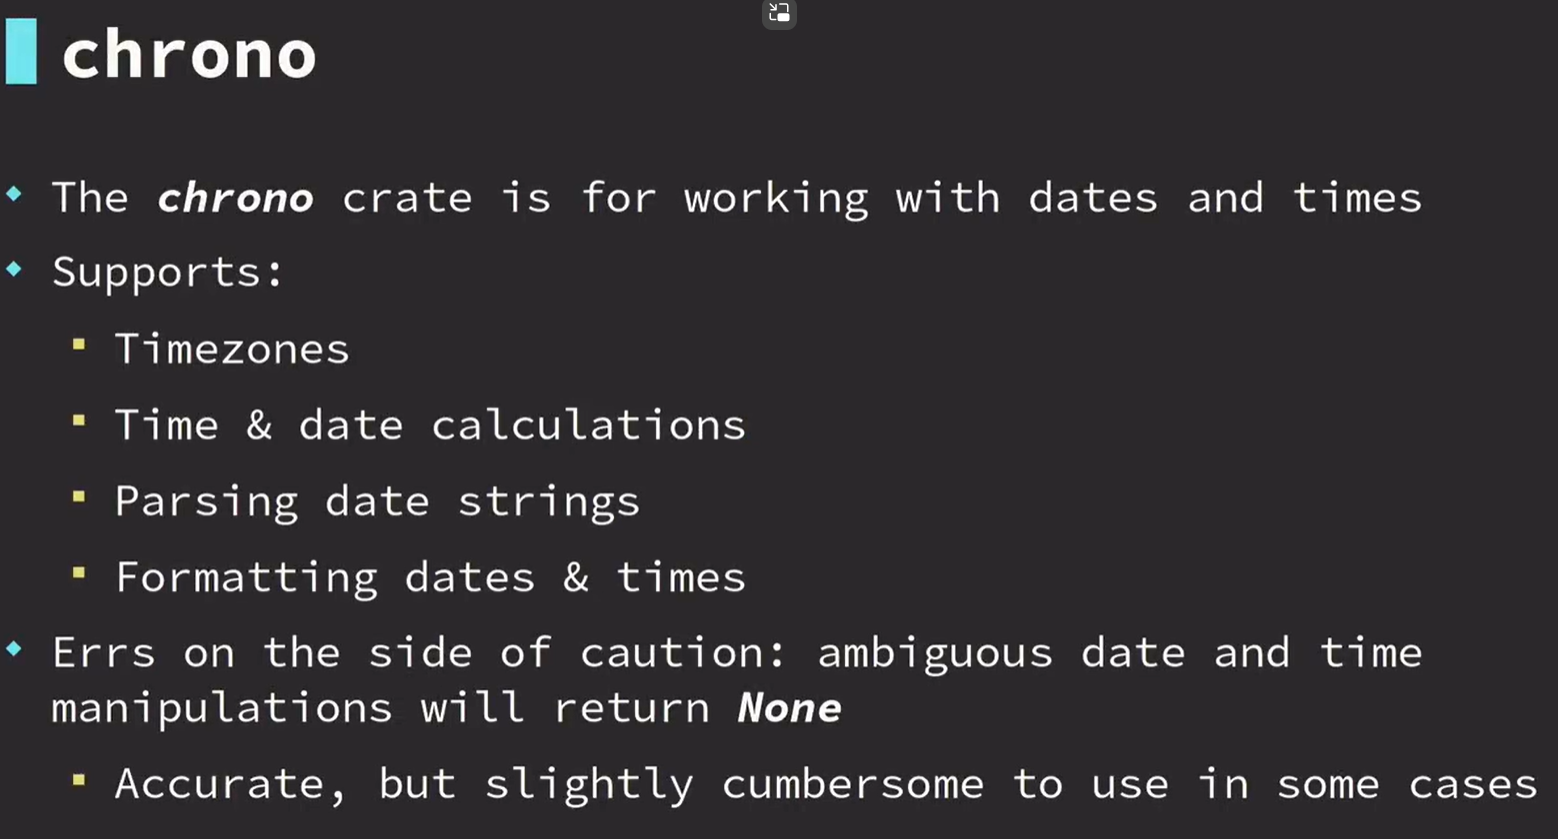 chrono
The chrono crate is for working with dates and times
Supports:
Timezones
Time & date calculations
Parsing date strings
Formatting dates & times
Errs on the side of caution: ambiguous date and time
manipulations will return None
Accurate, but slightly cumbersome to use in some cases